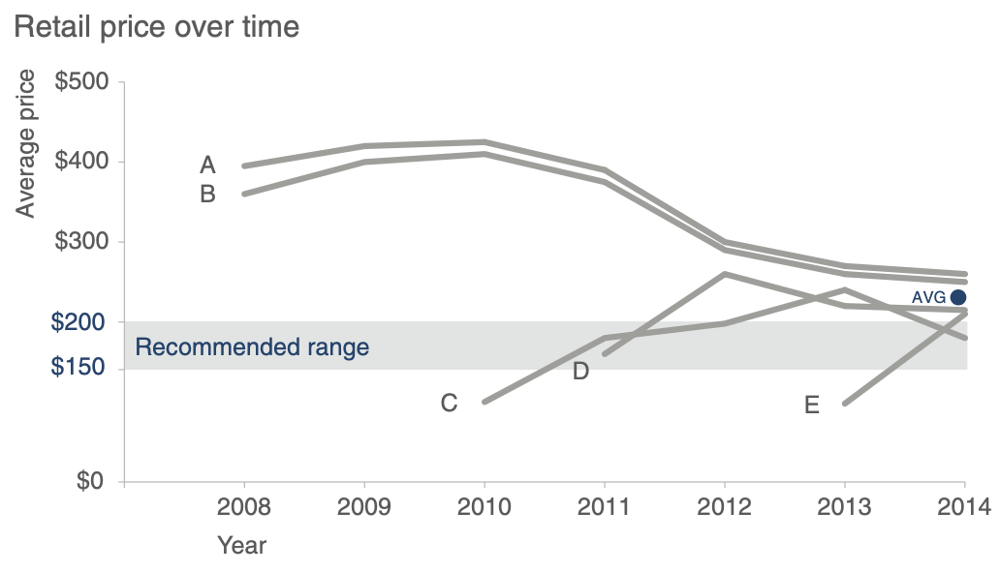 Retail price over time
Average price
$500
$400
$300
$200
$150
$0
A
B
C
D
E
AVG
Recommended range
2008 2009 2010 2011 2012 2013 2014
Year